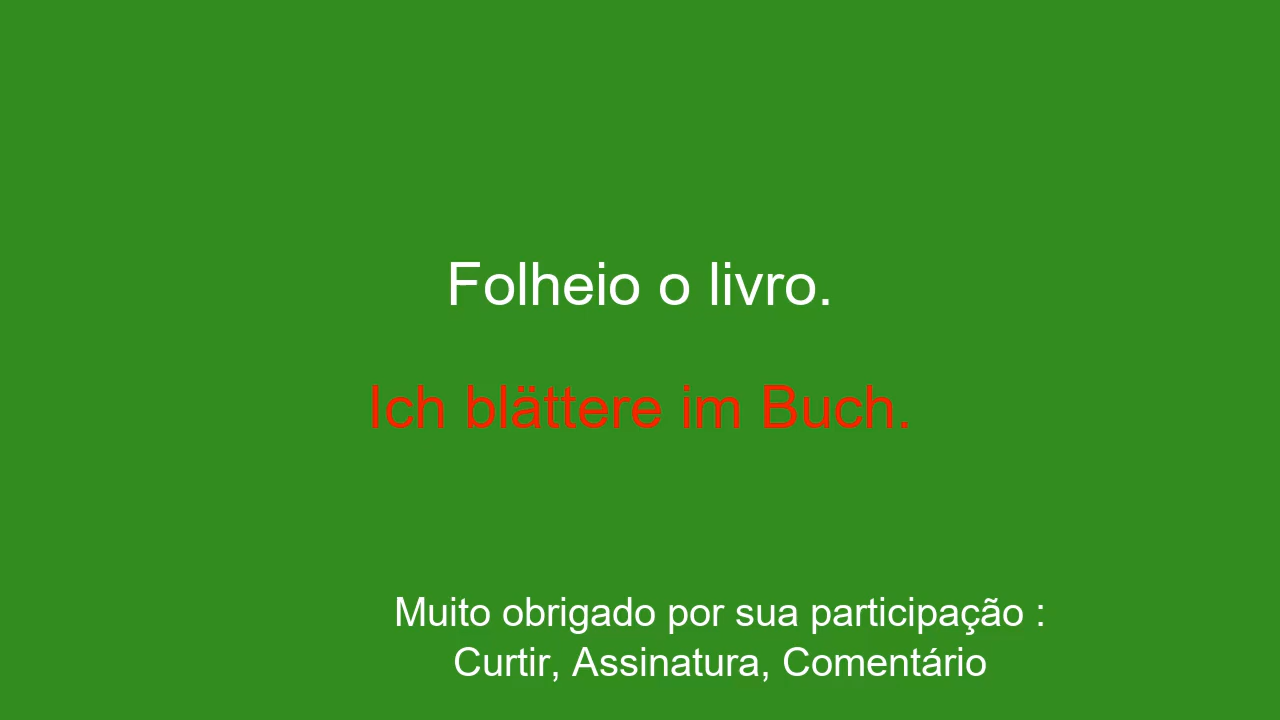 Folheio o livro.
Ich blättere im Buch.
Muito obrigado por sua participação :
Curtir, Assinatura, Comentário